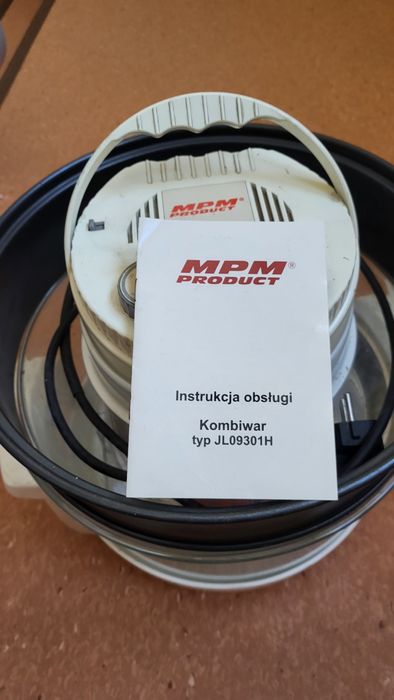 MPM®
PRODUCT
MPM®
PRODUCT
Instrukcja obsługi
Kombiwar
typ JL09301H